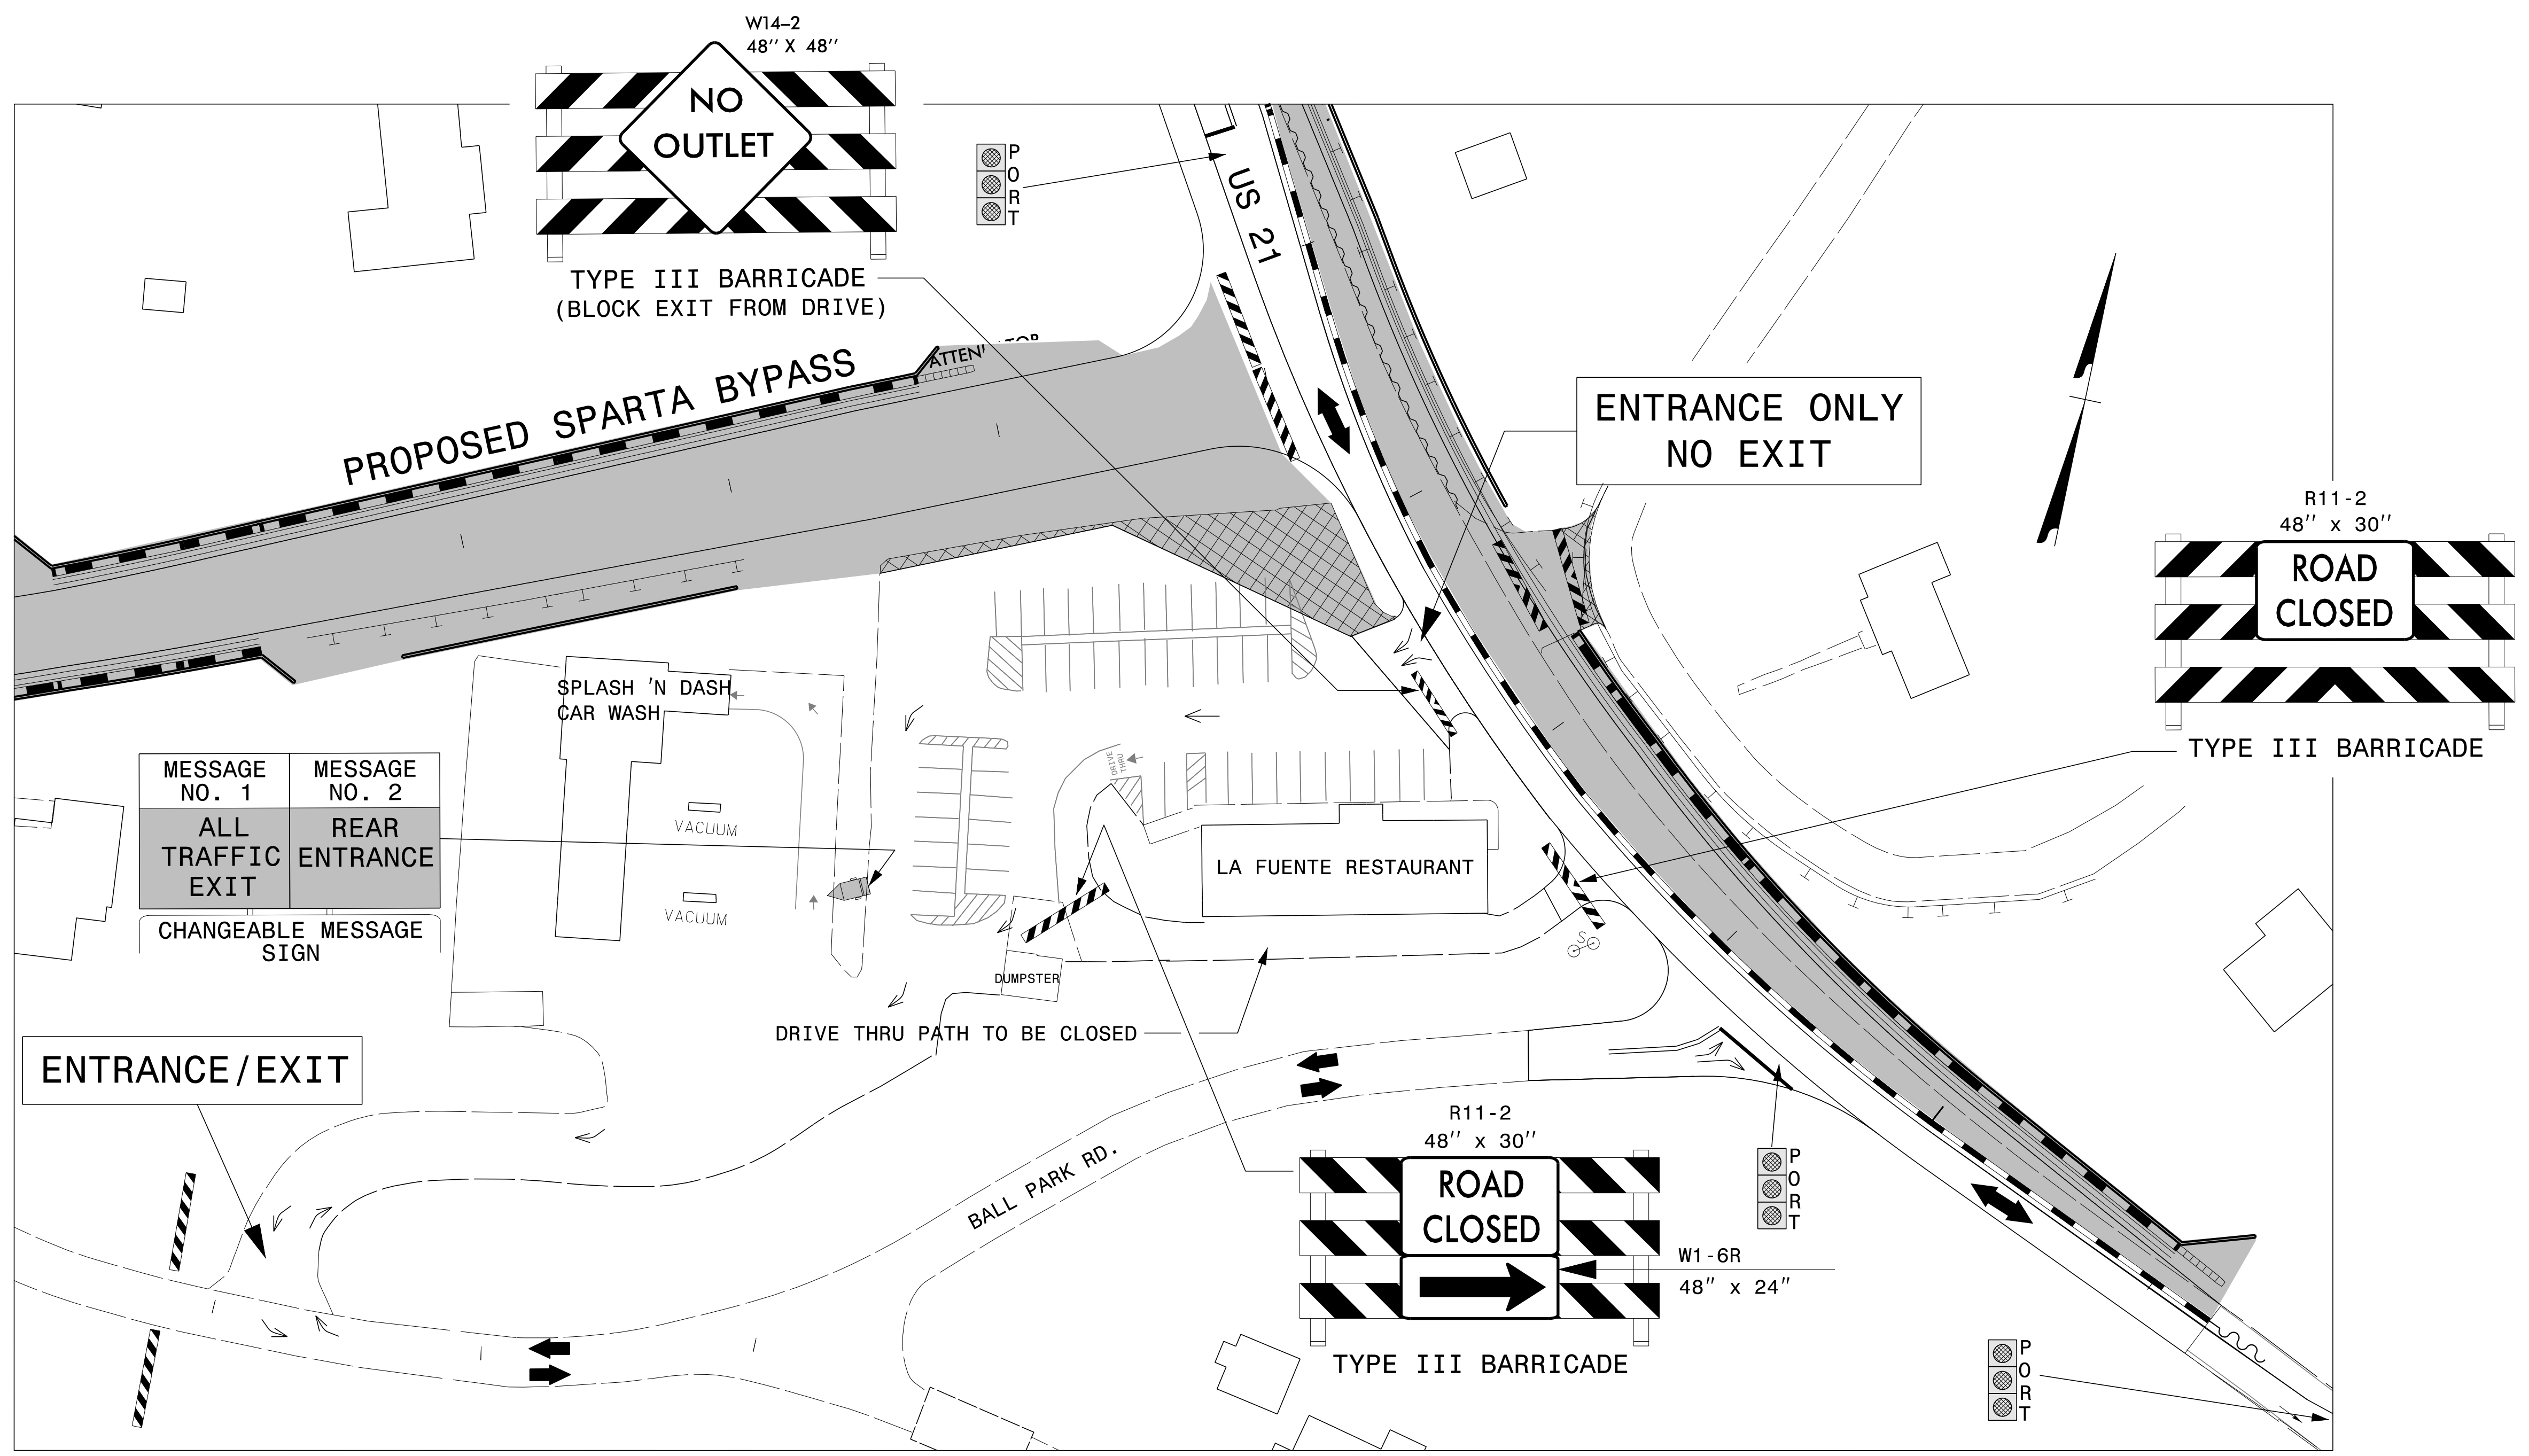 W14-2
48" X 48"
NO
OUTLET
TYPE III BARRICADE
(BLOCK EXIT FROM DRIVE)
P
O
R
T
US 21
PROPOSED SPARTA BYPASS
ENTRANCE ONLY
NO EXIT
R11-2
48" x 30"
ROAD
CLOSED
TYPE III BARRICADE
SPLASH 'N DASH
CAR WASH
VACUUM
VACUUM
MESSAGE
NO. 1
MESSAGE
NO. 2
ALL
TRAFFIC
EXIT
REAR
ENTRANCE
CHANGEABLE MESSAGE
SIGN
DRIVE
THRU
LA FUENTE RESTAURANT
S
DUMPSTER
DRIVE THRU PATH TO BE CLOSED
ENTRANCE/EXIT
BALL PARK RD.
R11-2
48" x 30"
ROAD
CLOSED
W1-6R
48" x 24"
TYPE III BARRICADE
P
O
R
T
P
O
R
T